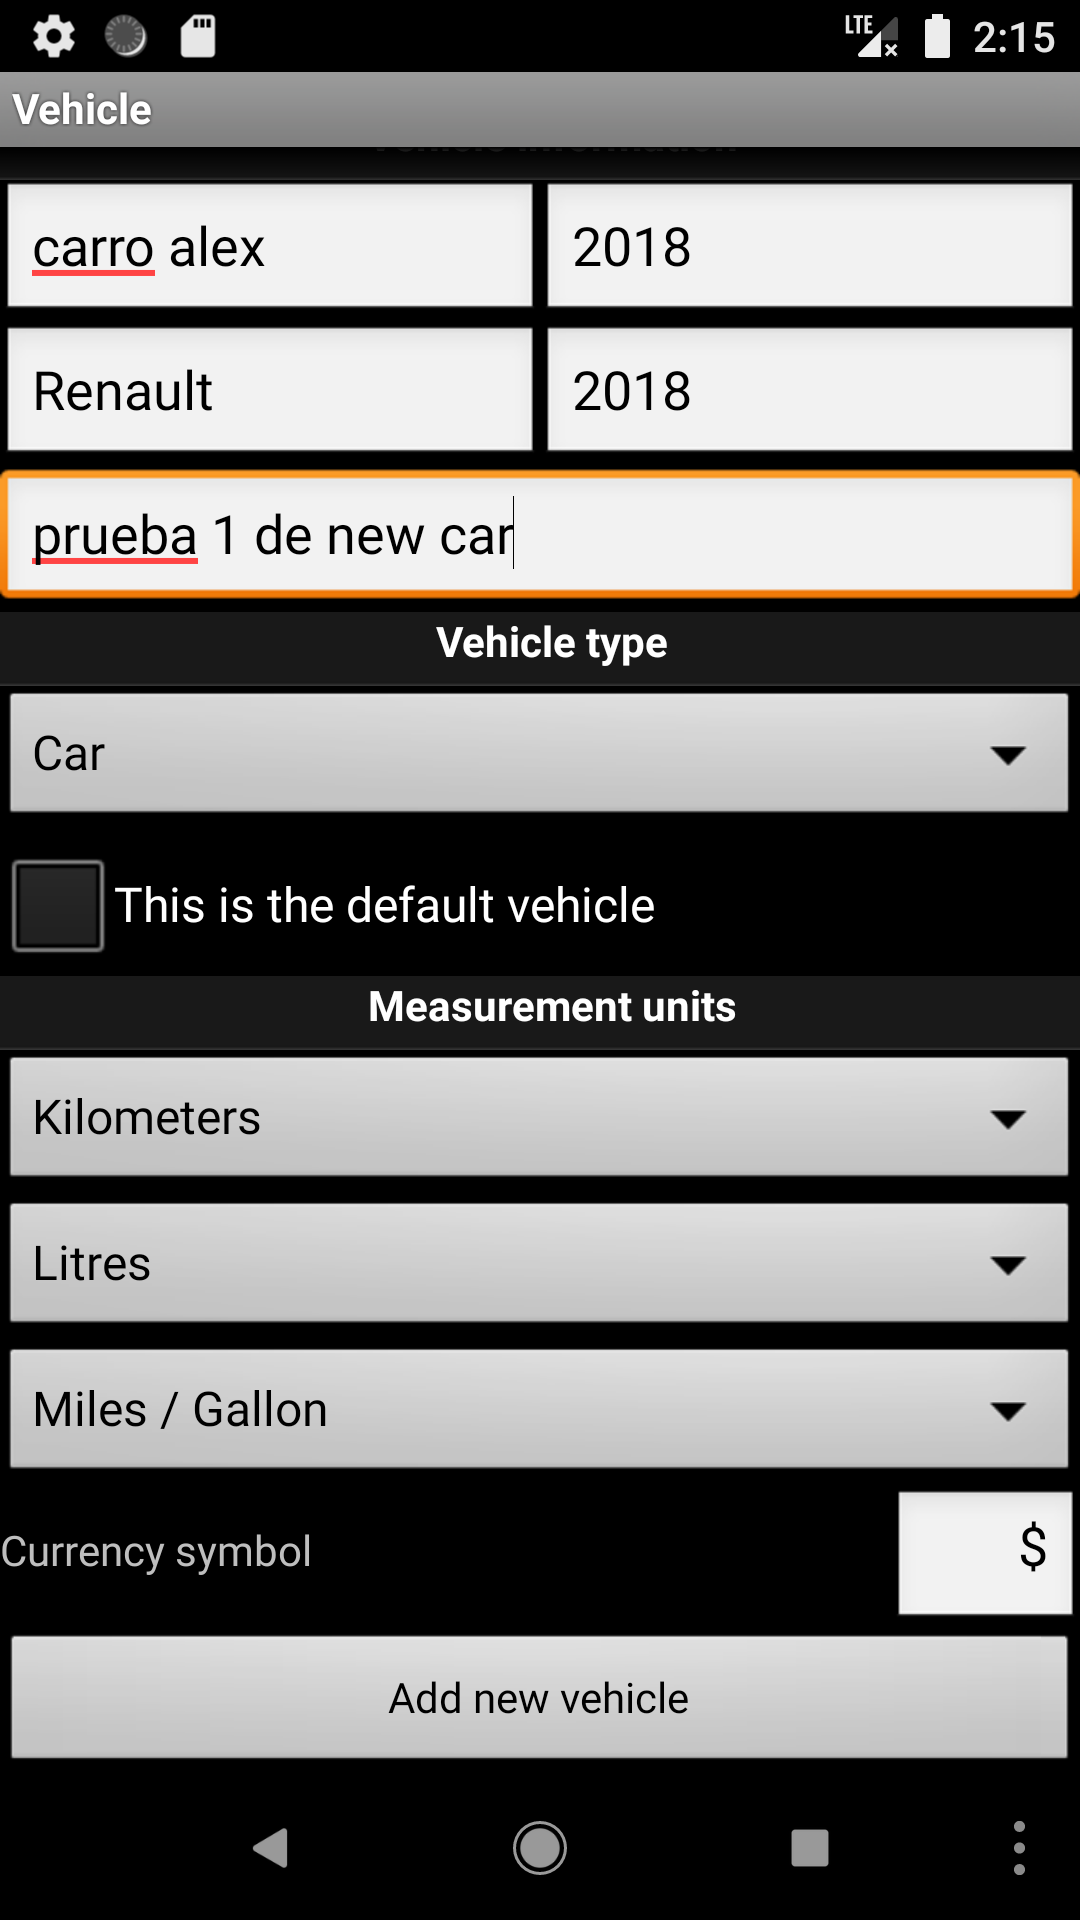 LTE 2:15
Vehicle
carro alex 2018
Renault 2018
prueba 1 de new car
Vehicle type
Car
This is the default vehicle
Measurement units
Kilometers
Litres
Miles / Gallon
Currency symbol $
Add new vehicle